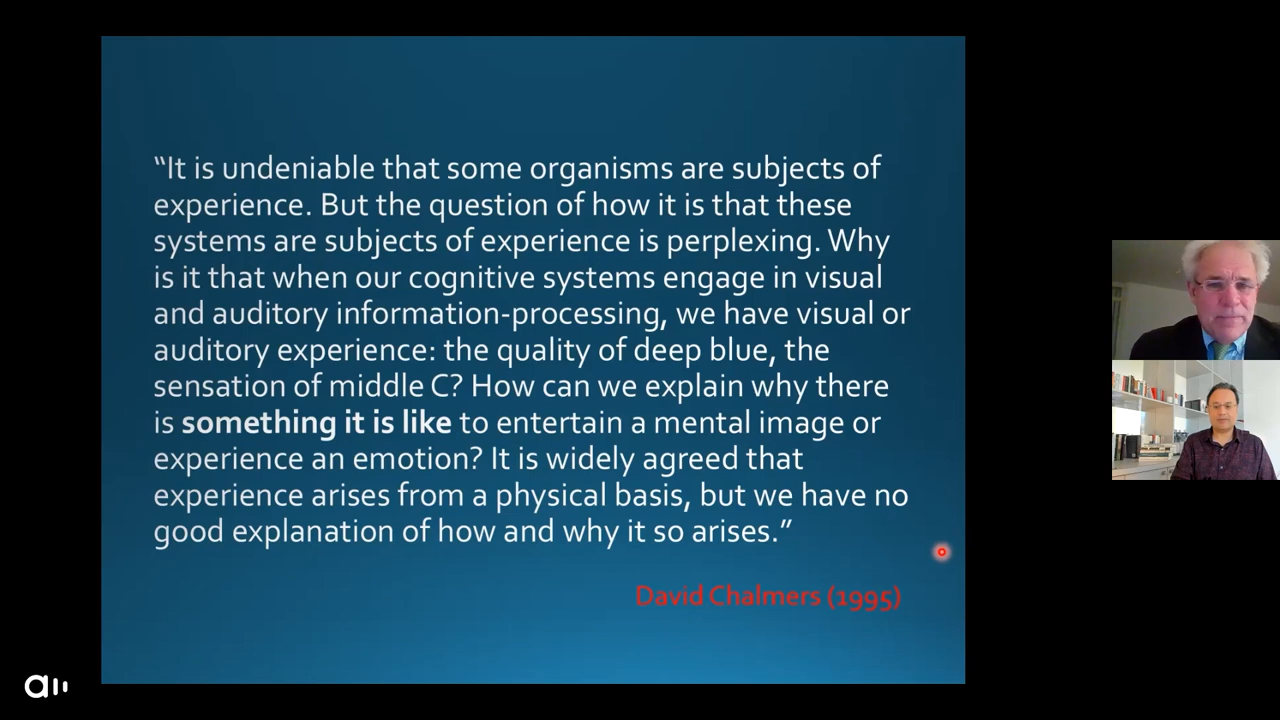 “It is undeniable that some organisms are subjects of
experience. But the question of how it is that these
systems are subjects of experience is perplexing. Why
is it that when our cognitive systems engage in visual
and auditory information-processing, we have visual or
auditory experience: the quality of deep blue, the
sensation of middle C? How can we explain why there
is something it is like to entertain a mental image or
experience an emotion? It is widely agreed that
experience arises from a physical basis, but we have no
good explanation of how and why it so arises.”
David Chalmers (1995)